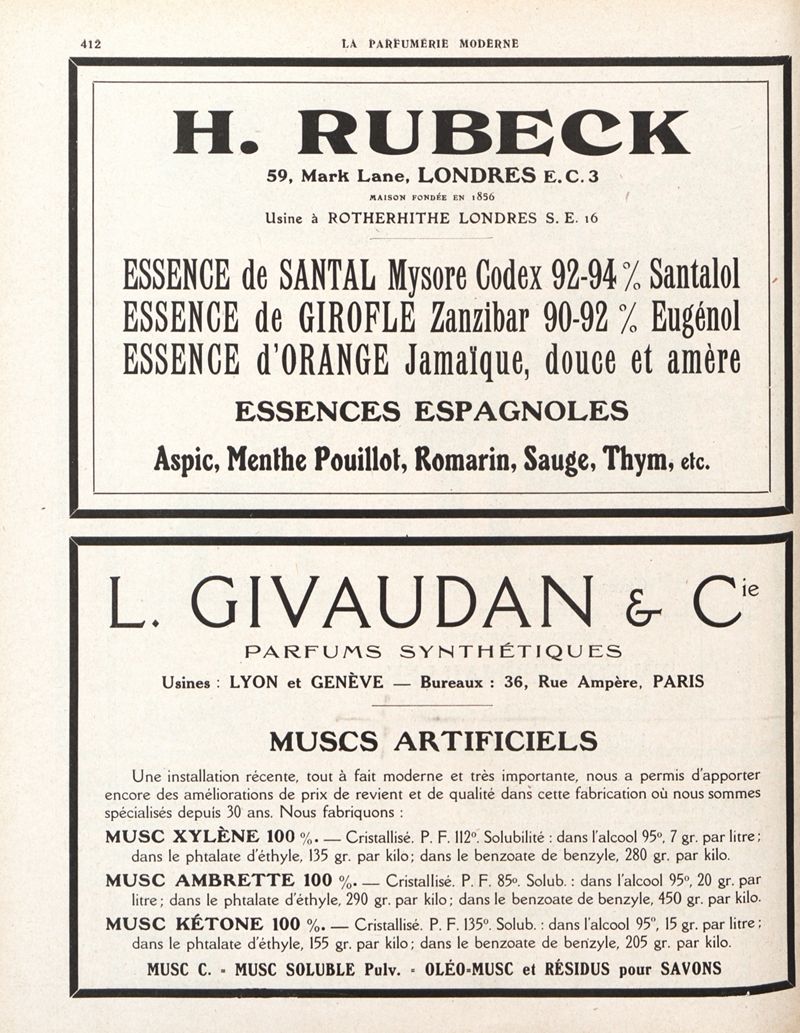 412
LA PARFUMERIE MODERNE
H. RUBECK
59, Mark Lane, LONDRES E. C. 3
MAISON FONDÉE EN 1856
Usine à ROTHERHITHE LONDRES S. E. 16
ESSENCE de SANTAL Mysore Codex 92-94 % Santalol
ESSENCE de GIROFLE Zanzibar 90-92 % Eugénol
ESSENCE d'ORANGE Jamaïque, douce et amère
ESSENCES ESPAGNOLES
Aspic, Menthe Pouillot, Romarin, Sauge, Thym, etc.
L. GIVAUDAN & Cie
PARFUMS SYNTHÉTIQUES
Usines : LYON et GENÈVE — Bureaux : 36, Rue Ampère, PARIS
MUSCS ARTIFICIELS
Une installation récente, tout à fait moderne et très importante, nous a permis d'apporter
encore des améliorations de prix de revient et de qualité dans cette fabrication où nous sommes
spécialisés depuis 30 ans. Nous fabriquons :
MUSC XYLÈNE 100 %. — Cristallisé. P. F. 112°. Solubilité : dans l'alcool 95°, 7 gr. par litre ;
dans le phtalate d'éthyle, 135 gr. par kilo ; dans le benzoate de benzyle, 280 gr. par kilo.
MUSC AMBRETTE 100 %. — Cristallisé. P. F. 85°. Solub. : dans l'alcool 95°, 20 gr. par
litre ; dans le phtalate d'éthyle, 290 gr. par kilo ; dans le benzoate de benzyle, 450 gr. par kilo.
MUSC KÉTONE 100 %. — Cristallisé. P. F. 135°. Solub. : dans l'alcool 95°, 15 gr. par litre ;
dans le phtalate d'éthyle, 155 gr. par kilo ; dans le benzoate de benzyle, 205 gr. par kilo.
MUSC C. - MUSC SOLUBLE Pulv. - OLÉO-MUSC et RÉSIDUS pour SAVONS